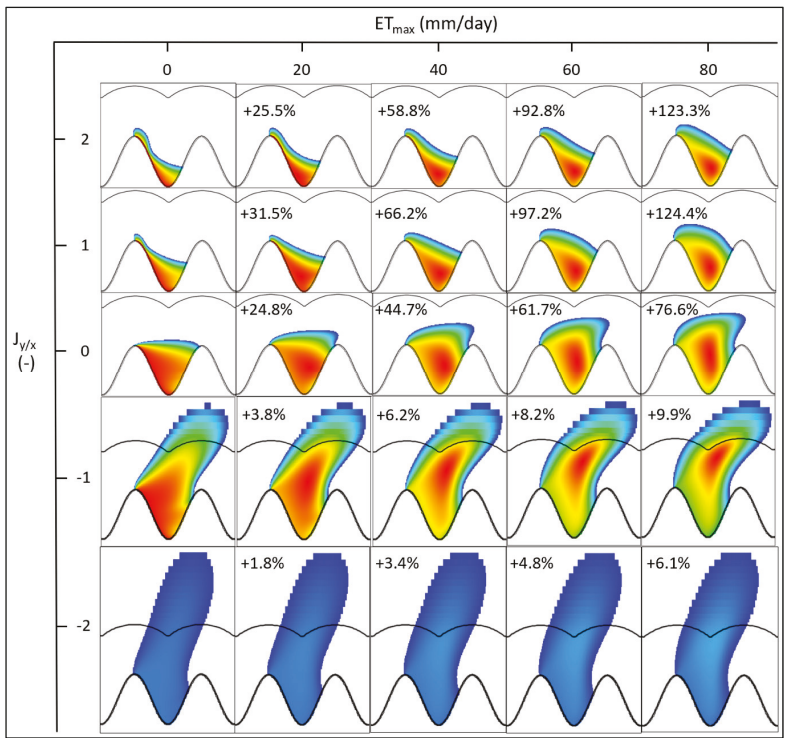 ET_max (mm/day)
0 20 40 60 80
2 +25.5% +58.8% +92.8% +123.3%
1 +31.5% +66.2% +97.2% +124.4%
J_y/x (-) 0 +24.8% +44.7% +61.7% +76.6%
-1 +3.8% +6.2% +8.2% +9.9%
-2 +1.8% +3.4% +4.8% +6.1%